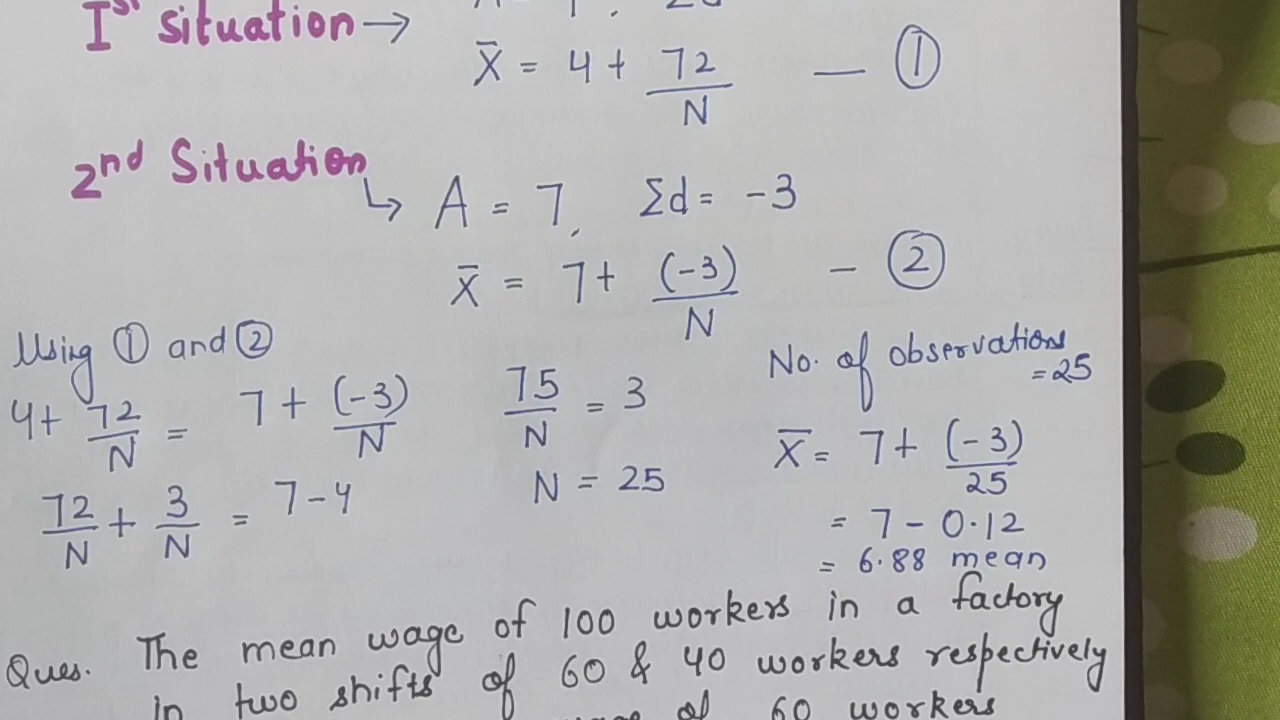 Ist situation →
X̄ = 4 + 72/N — ①
2nd Situation
↳ A = 7, Σd = -3
X̄ = 7 + (-3)/N - ②
Using ① and ②
4 + 72/N = 7 + (-3)/N
72/N + 3/N = 7 - 4
75/N = 3
N = 25
No. of observations
= 25
X̄ = 7 + (-3)/25
= 7 - 0.12
= 6.88 mean
Ques. The mean wage of 100 workers in a factory
in two shifts of 60 & 40 workers respectively
of 60 workers